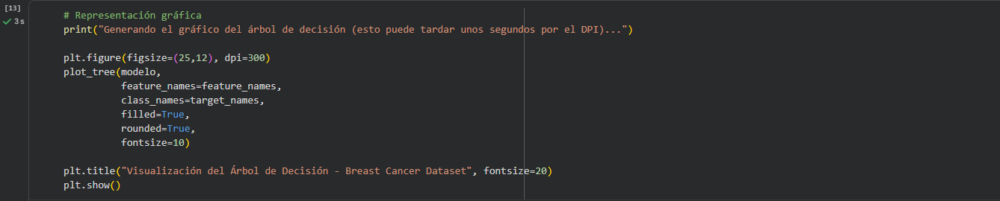 [13]
3 s
# Representación gráfica
print("Generando el gráfico del árbol de decisión (esto puede tardar unos segundos por el DPI)...")
plt.figure(figsize=(25,12), dpi=300)
plot_tree(modelo,
feature_names=feature_names,
class_names=target_names,
filled=True,
rounded=True,
fontsize=10)
plt.title("Visualización del Árbol de Decisión - Breast Cancer Dataset", fontsize=20)
plt.show()